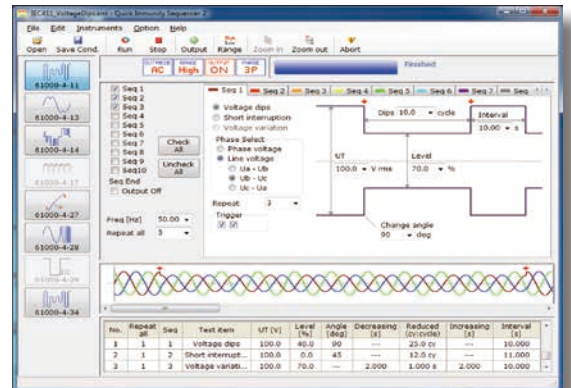 IEC411_VoltageDips.ami - Quick Immunity Sequencer 2
File Edit Instruments Option Help
Open Save Cond. Run Stop Output Range Zoom in Zoom out Abort
OUT MODE RANGE OUTPUT PHASE
AC High ON 3P
Finished
61000-4-11
61000-4-13
61000-4-14
61000-4-17
61000-4-27
61000-4-28
61000-4-29
61000-4-34
Seq 1
Seq 2
Seq 3
Seq 4
Seq 5
Seq 6
Seq 7
Seq 8
Seq 9
Seq10
Check All
Uncheck All
Seq End
Output Off
Freq [Hz] 50.00
Repeat all 3
Seq 1 Seq 2 Seq 3 Seq 4 Seq 5 Seq 6 Seq 7 Seq
Voltage dips
Short interruption
Voltage variation
Phase Select
Phase voltage
Line voltage
Ua - Ub
Ub - Uc
Uc - Ua
Repeat 3
Trigger
Dips 10.0 cycle
Interval
10.00 s
UT
100.0 V rms
Level
70.0 %
Change angle
90 deg
No. Repeat all Seq Test item UT [V] Level [%] Angle [deg] Decreasing [s] Reduced (cy:cycle) Increasing [s] Interval [s]
1 1 1 Voltage dips 100.0 40.0 90 --- 25.0 cy --- 10.000
2 1 2 Short interrupt... 100.0 0.0 45 --- 12.0 cy --- 11.000
3 1 3 Voltage variati... 100.0 70.0 --- 2.000 1.000 s 2.000 10.000